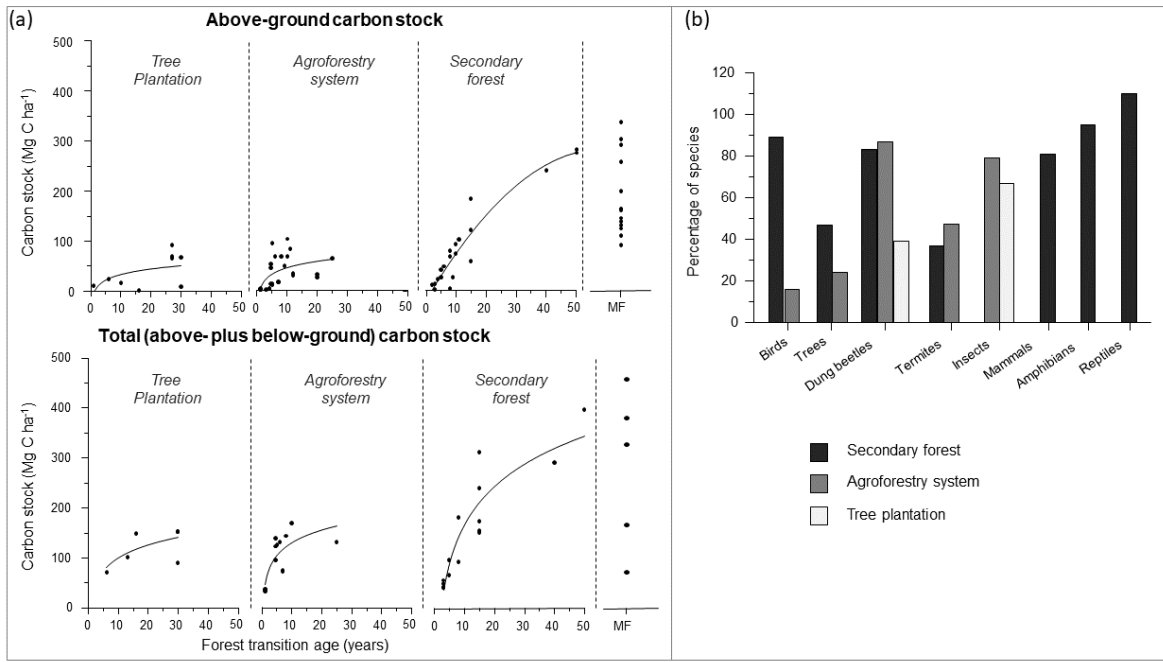 (a)
Above-ground carbon stock
Carbon stock (Mg C ha⁻¹)
500
400
300
200
100
0
Tree
Plantation
Agroforestry
system
Secondary
forest
0 10 20 30 40 50
0 10 20 30 40 50
0 10 20 30 40 50
MF
Total (above- plus below-ground) carbon stock
Carbon stock (Mg C ha⁻¹)
500
400
300
200
100
0
Tree
Plantation
Agroforestry
system
Secondary
forest
0 10 20 30 40 50
0 10 20 30 40 50
0 10 20 30 40 50
MF
Forest transition age (years)
(b)
Percentage of species
120
100
80
60
40
20
0
Birds
Trees
Dung beetles
Termites
Insects
Mammals
Amphibians
Reptiles
Secondary forest
Agroforestry system
Tree plantation